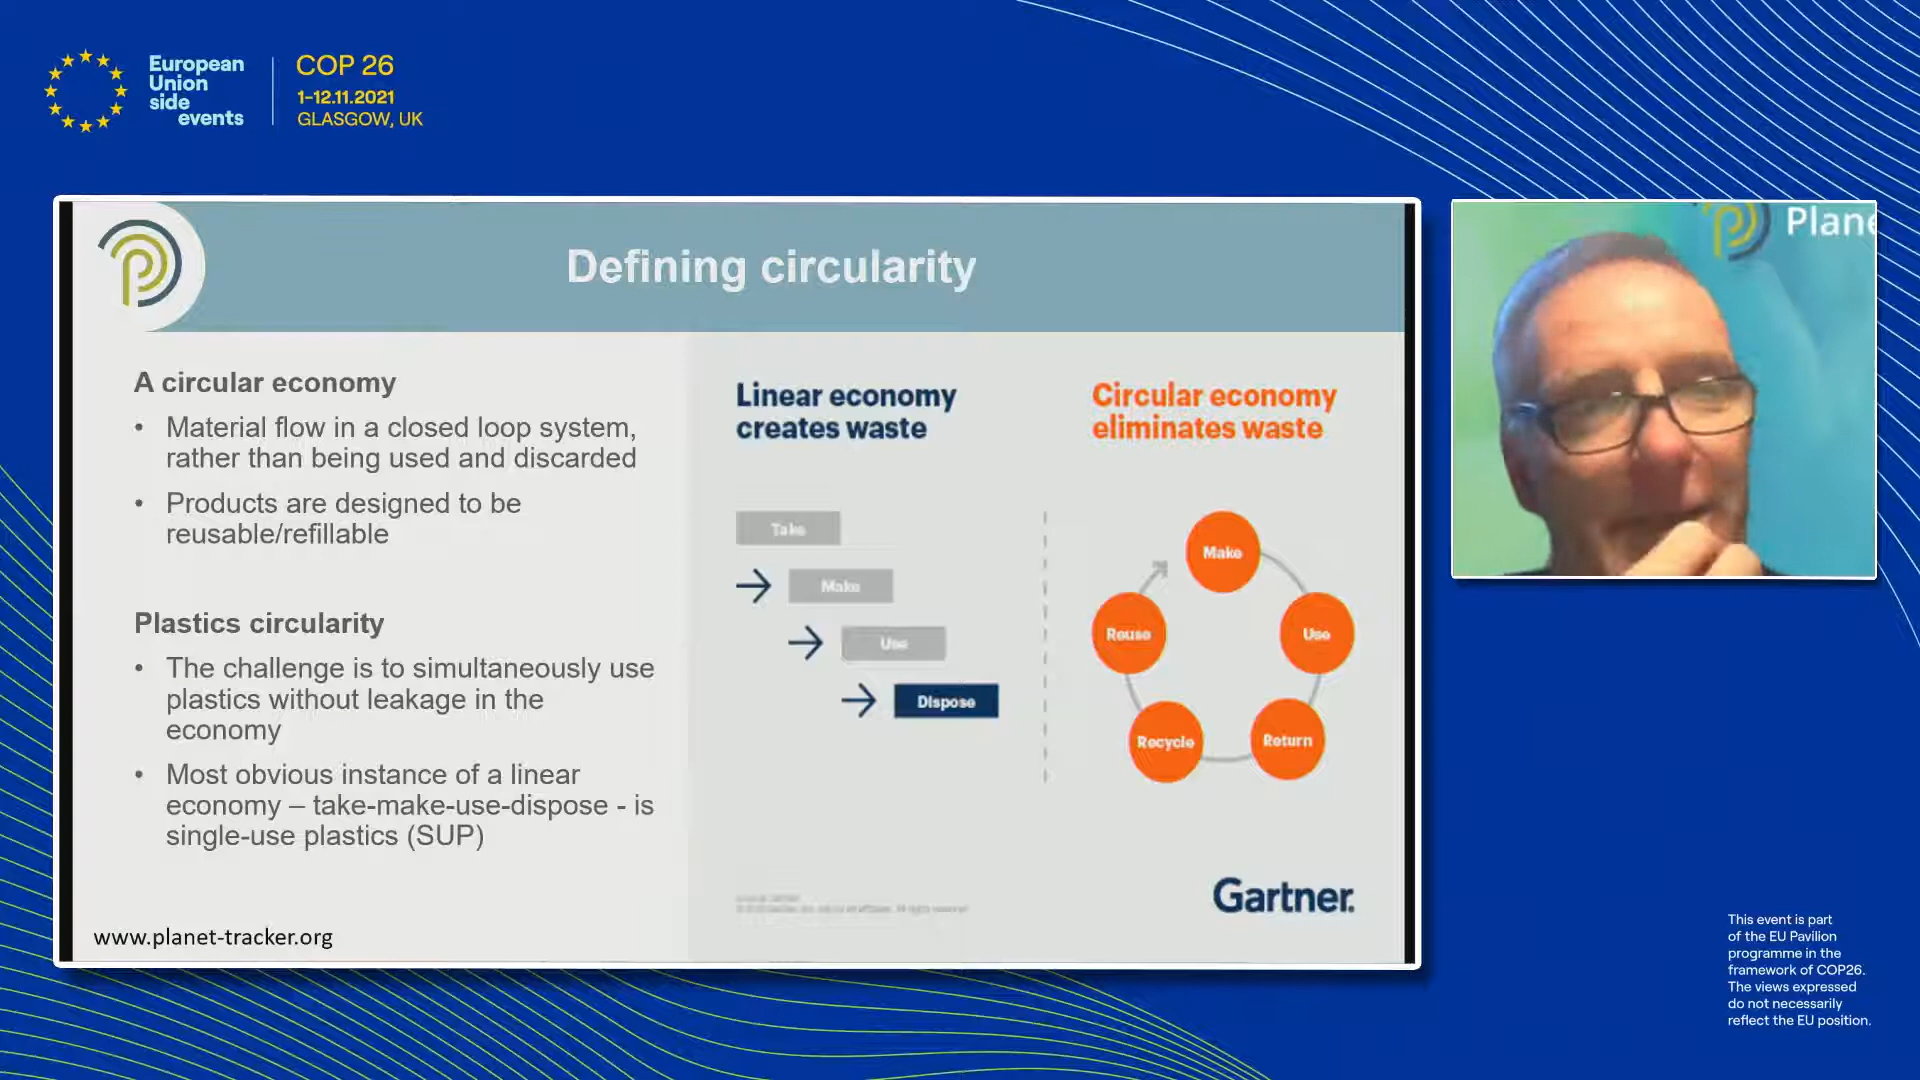 European
Union
side
events
COP 26
1-12.11.2021
GLASGOW, UK
Defining circularity
A circular economy
• Material flow in a closed loop system,
rather than being used and discarded
• Products are designed to be
reusable/refillable
Plastics circularity
• The challenge is to simultaneously use
plastics without leakage in the
economy
• Most obvious instance of a linear
economy – take-make-use-dispose - is
single-use plastics (SUP)
www.planet-tracker.org
Linear economy
creates waste
Take
Make
Use
Dispose
Circular economy
eliminates waste
Make
Use
Return
Recycle
Reuse
Gartner.
Plane
This event is part
of the EU Pavilion
programme in the
framework of COP26.
The views expressed
do not necessarily
reflect the EU position.